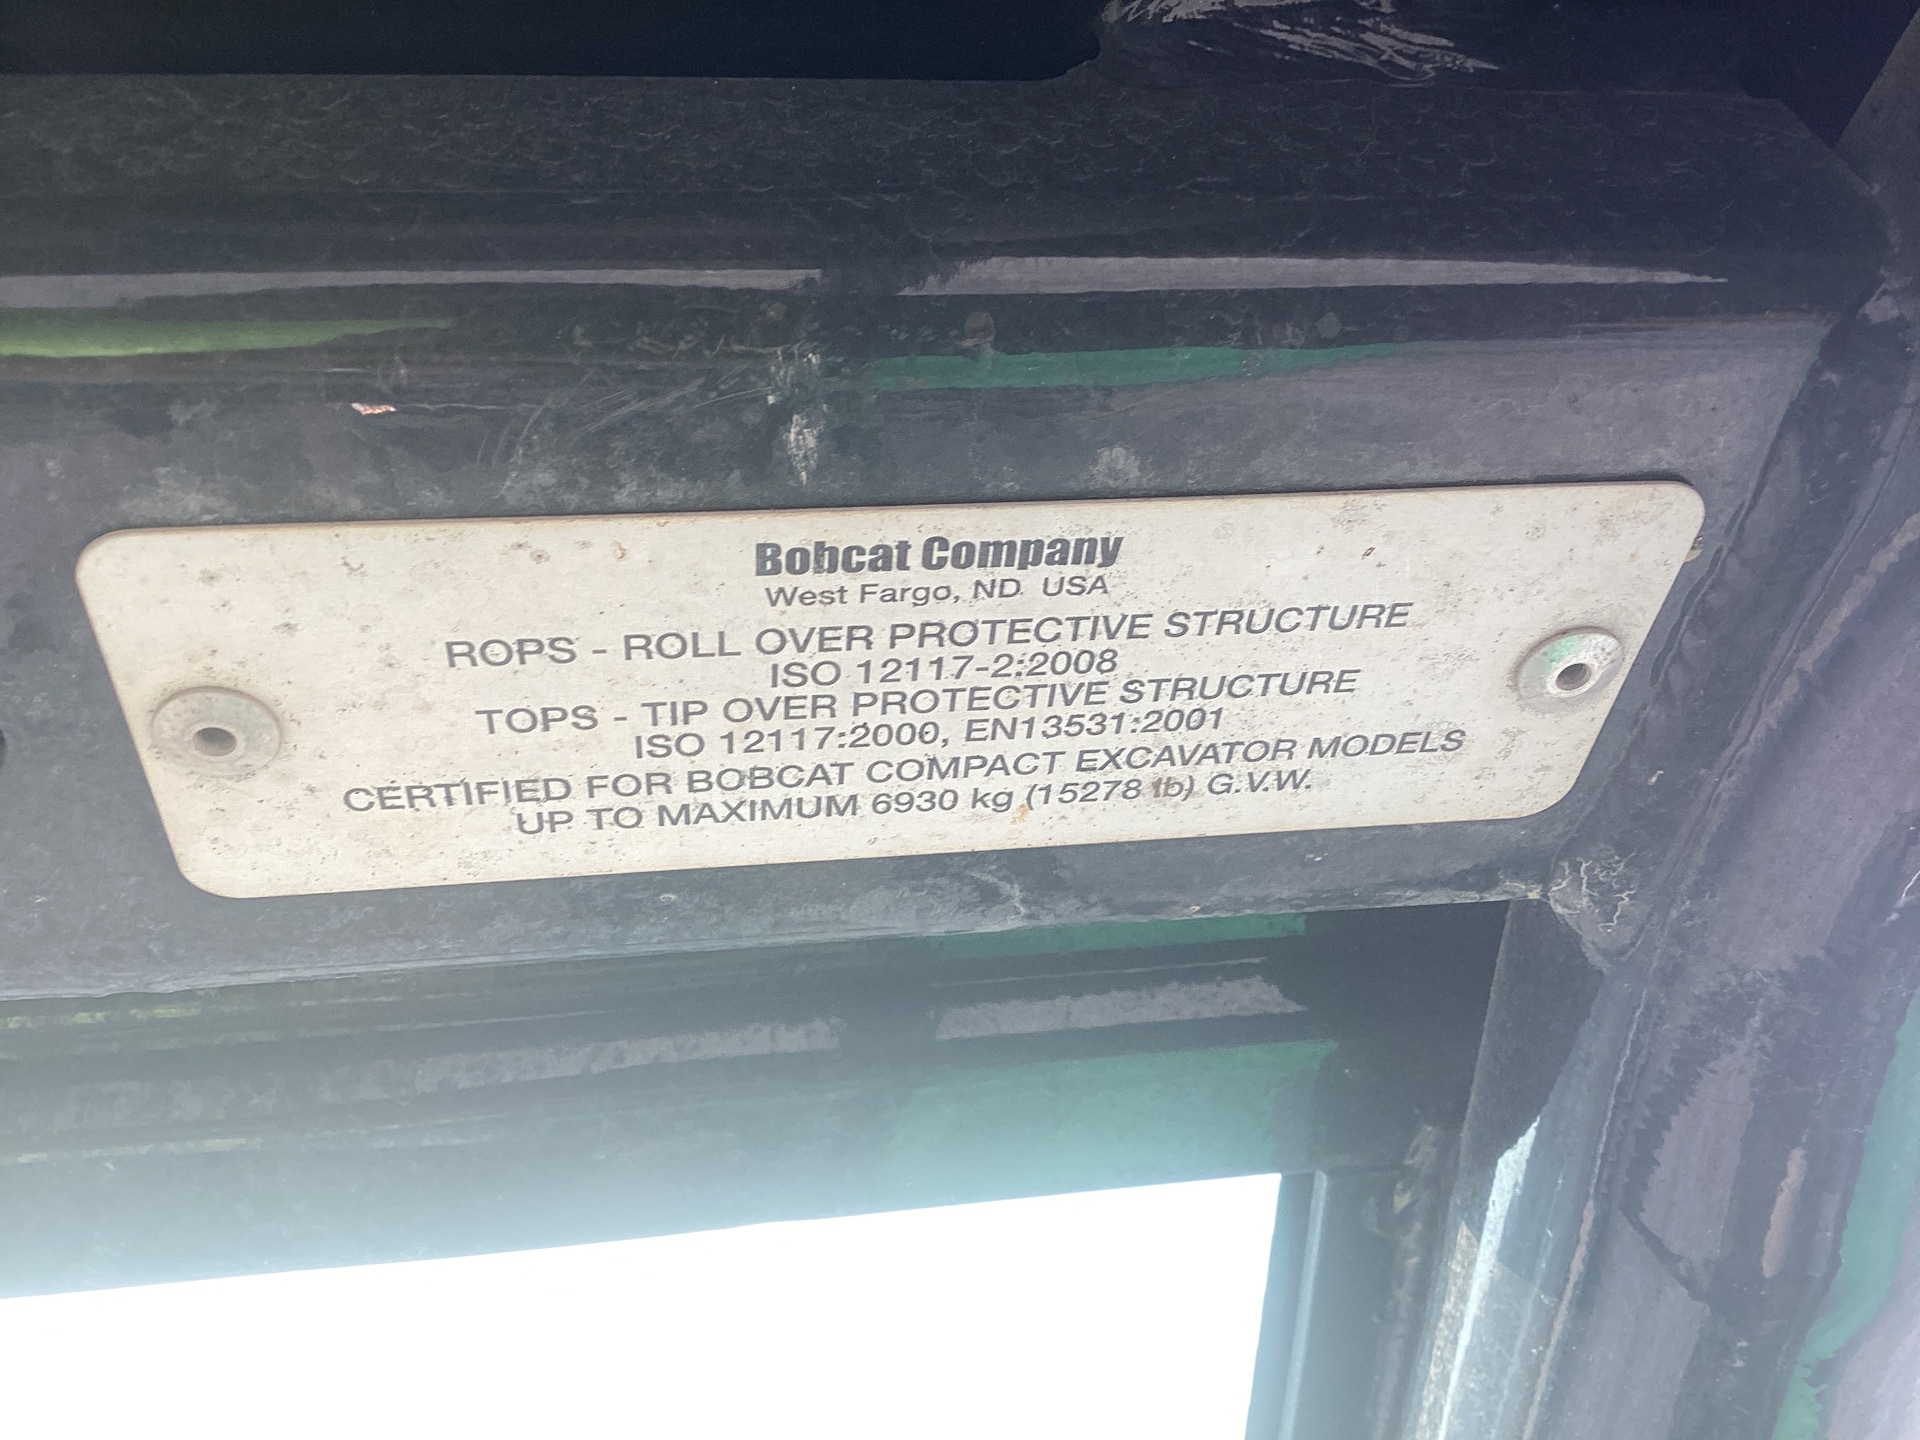 Bobcat Company
West Fargo, ND USA
ROPS - ROLL OVER PROTECTIVE STRUCTURE
ISO 12117-2:2008
TOPS - TIP OVER PROTECTIVE STRUCTURE
ISO 12117:2000, EN13531:2001
CERTIFIED FOR BOBCAT COMPACT EXCAVATOR MODELS
UP TO MAXIMUM 6930 kg (15278 lb) G.V.W.